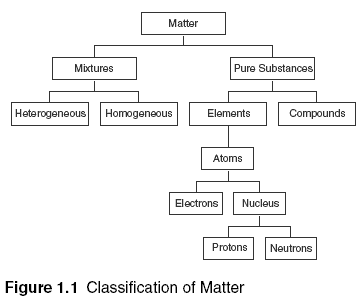 Matter
Mixtures
Pure Substances
Heterogeneous
Homogeneous
Elements
Compounds
Atoms
Electrons
Nucleus
Protons
Neutrons
Figure 1.1 Classification of Matter